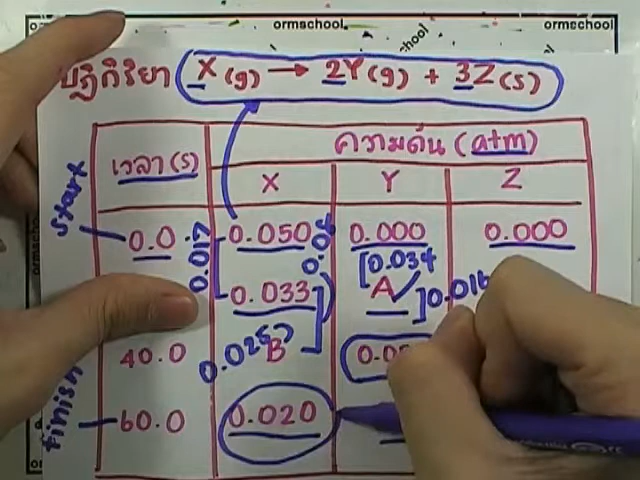 ormschool ormschool
ปฏิกิริยา X(g) → 2Y(g) + 3Z(s)
เวลา(s) ความดัน (atm)
X Y Z
start 0.0 0.050 0.000 0.000
0.017 0.034
0.033 A
0.025
40.0 B
finish 60.0 0.020